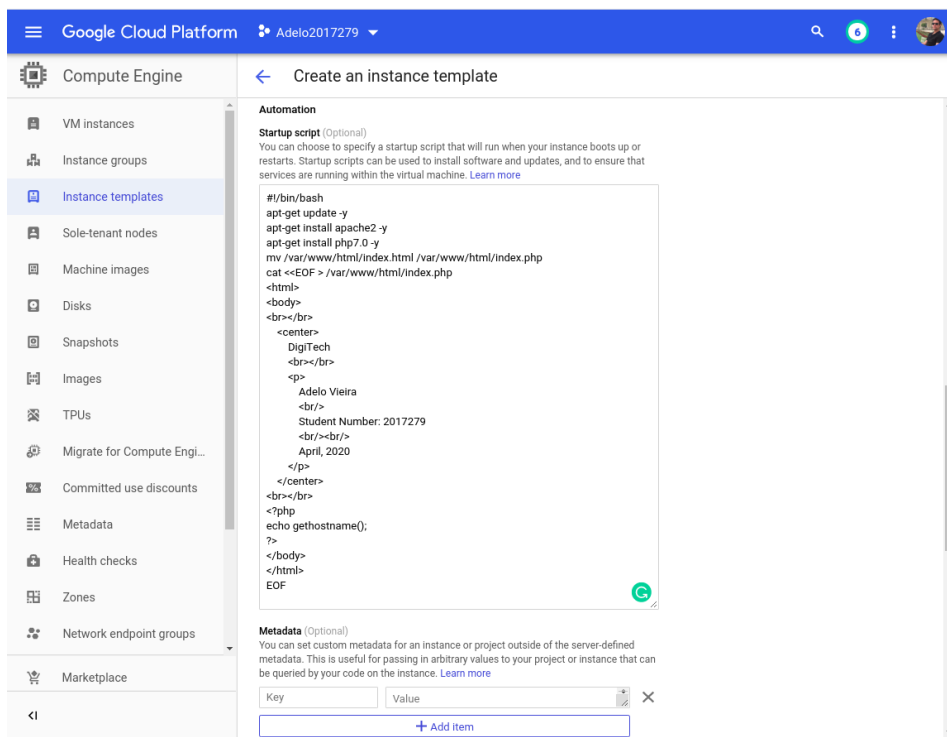 Google Cloud Platform
Adelo2017279
6
Compute Engine
Create an instance template
VM instances
Instance groups
Instance templates
Sole-tenant nodes
Machine images
Disks
Snapshots
Images
TPUs
Migrate for Compute Engi...
Committed use discounts
Metadata
Health checks
Zones
Network endpoint groups
Marketplace
Automation
Startup script (Optional)
You can choose to specify a startup script that will run when your instance boots up or
restarts. Startup scripts can be used to install software and updates, and to ensure that
services are running within the virtual machine. Learn more
#!/bin/bash
apt-get update -y
apt-get install apache2 -y
apt-get install php7.0 -y
mv /var/www/html/index.html /var/www/html/index.php
cat <<EOF > /var/www/html/index.php
<html>
<body>
<br></br>
<center>
DigiTech
<br></br>
<p>
Adelo Vieira
<br/>
Student Number: 2017279
<br/><br/>
April, 2020
</p>
</center>
<br></br>
<?php
echo gethostname();
?>
</body>
</html>
EOF
Metadata (Optional)
You can set custom metadata for an instance or project outside of the server-defined
metadata. This is useful for passing in arbitrary values to your project or instance that can
be queried by your code on the instance. Learn more
Key
Value
+ Add item